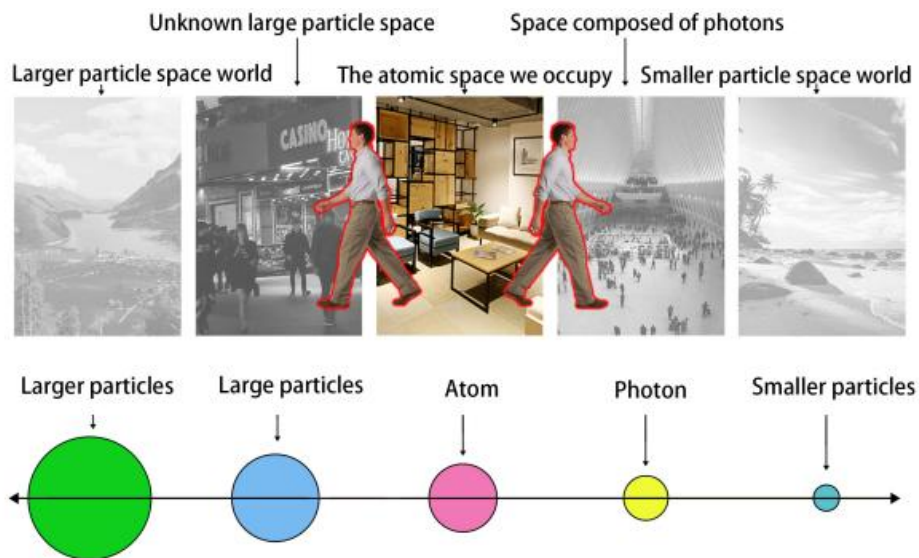 Unknown large particle space
Space composed of photons
Larger particle space world
The atomic space we occupy
Smaller particle space world
CASINO
Larger particles
Large particles
Atom
Photon
Smaller particles